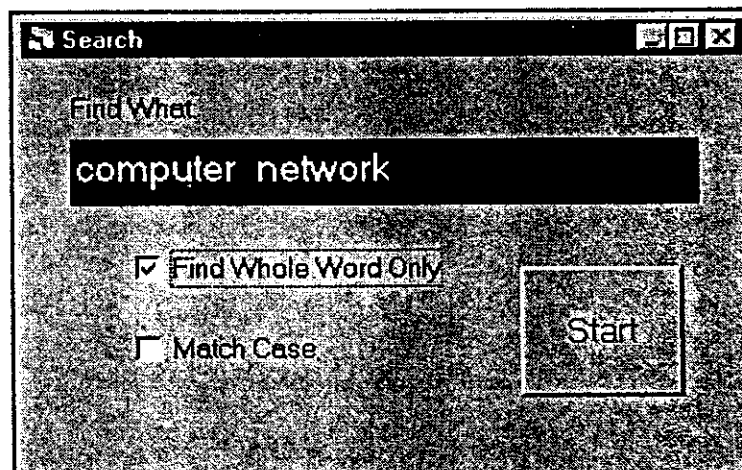 Search
Find What
computer network
Find Whole Word Only
Match Case
Start